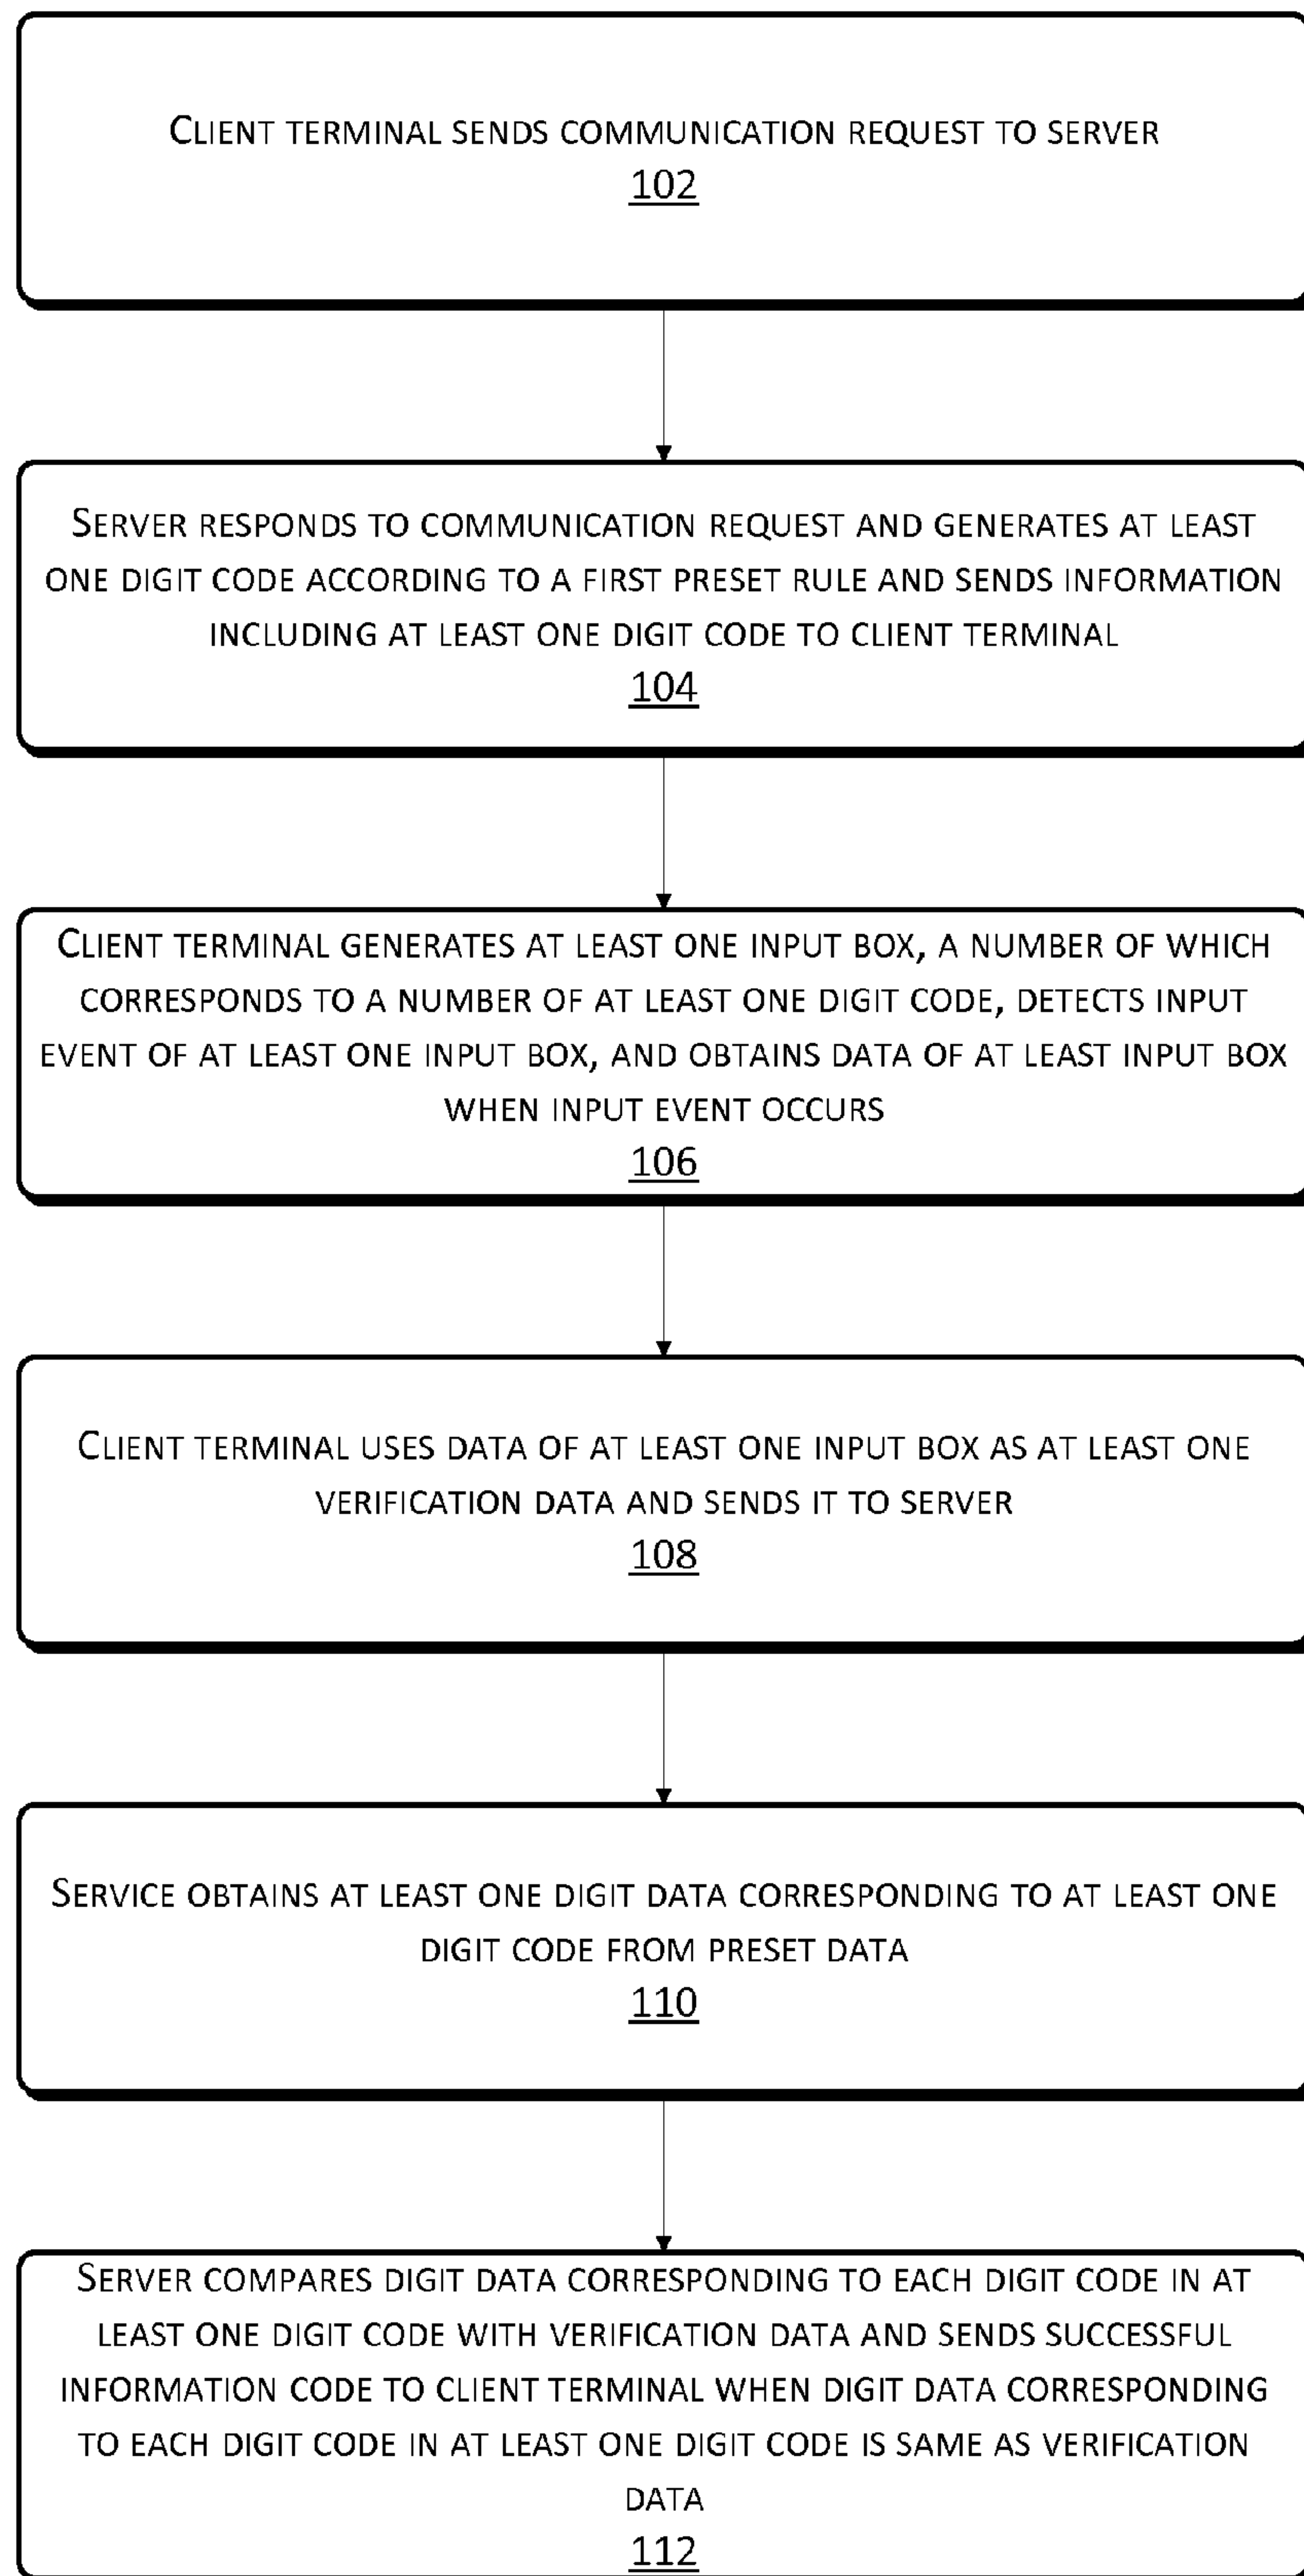 Client terminal sends communication request to server
102
Server responds to communication request and generates at least
one digit code according to a first preset rule and sends information
including at least one digit code to client terminal
104
Client terminal generates at least one input box, a number of which
corresponds to a number of at least one digit code, detects input
event of at least one input box, and obtains data of at least input box
when input event occurs
106
Client terminal uses data of at least one input box as at least one
verification data and sends it to server
108
Service obtains at least one digit data corresponding to at least one
digit code from preset data
110
Server compares digit data corresponding to each digit code in at
least one digit code with verification data and sends successful
information code to client terminal when digit data corresponding
to each digit code in at least one digit code is same as verification
data
112